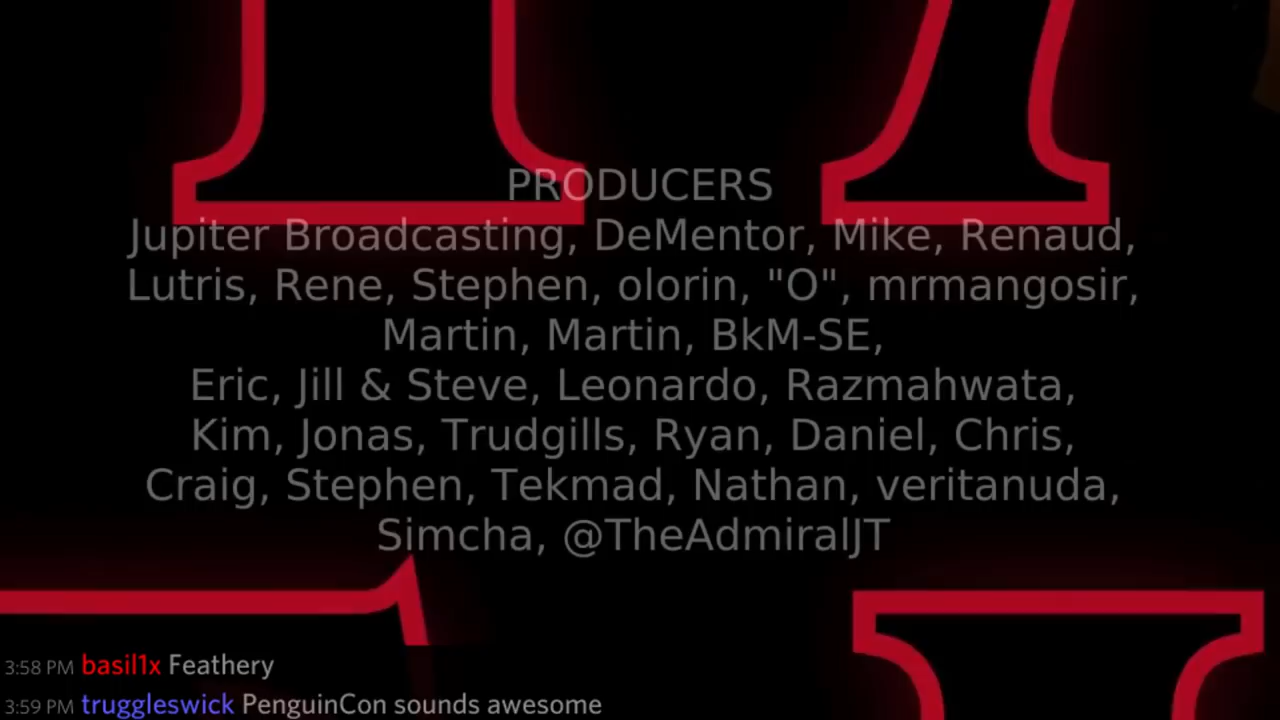 PRODUCERS
Jupiter Broadcasting, DeMentor, Mike, Renaud,
Lutris, Rene, Stephen, olorin, "O", mrmangosir,
Martin, Martin, BkM-SE,
Eric, Jill & Steve, Leonardo, Razmahwata,
Kim, Jonas, Trudgills, Ryan, Daniel, Chris,
Craig, Stephen, Tekmad, Nathan, veritanuda,
Simcha, @TheAdmiralJT
3:58 PM basil1x Feathery
3:59 PM truggleswick PenguinCon sounds awesome